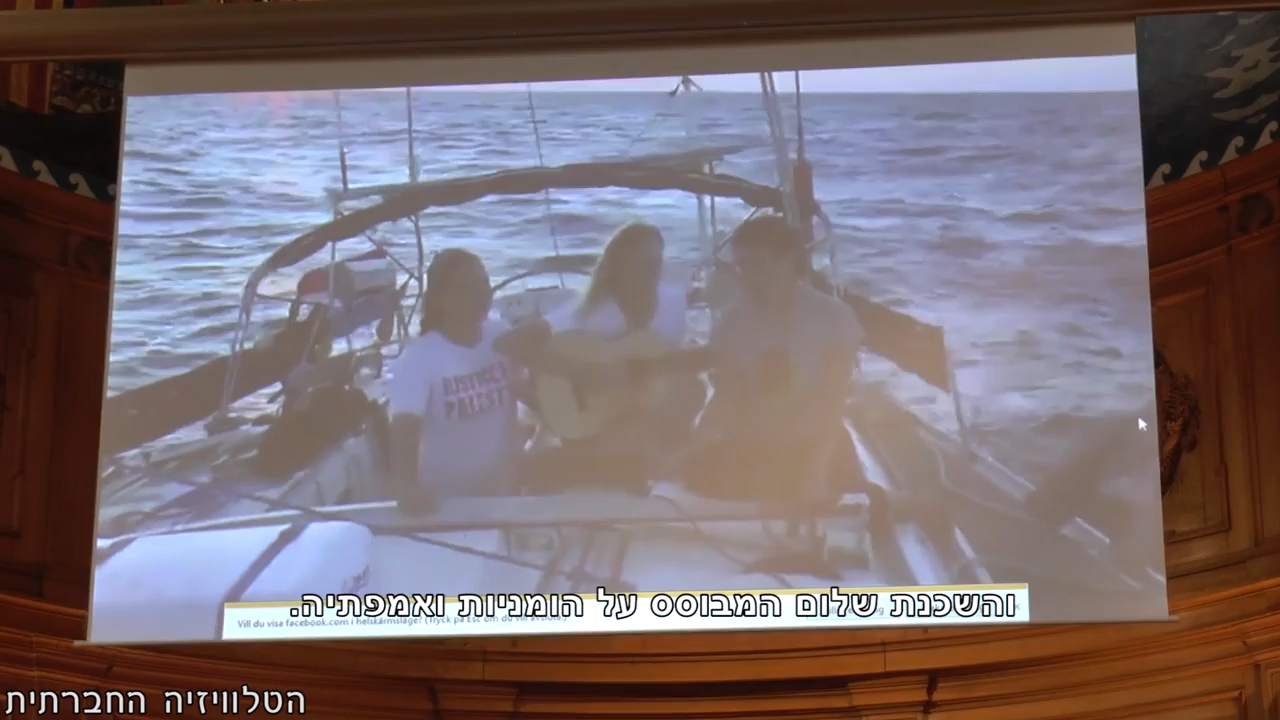 JUSTICE
PALEST
והשכנת שלום המבוסס על הומניות ואמפתיה.
Vill du visa facebook.com i helskärmsläge? (Tryck på Esc om du vill avsluta.)
הטלוויזיה החברתית